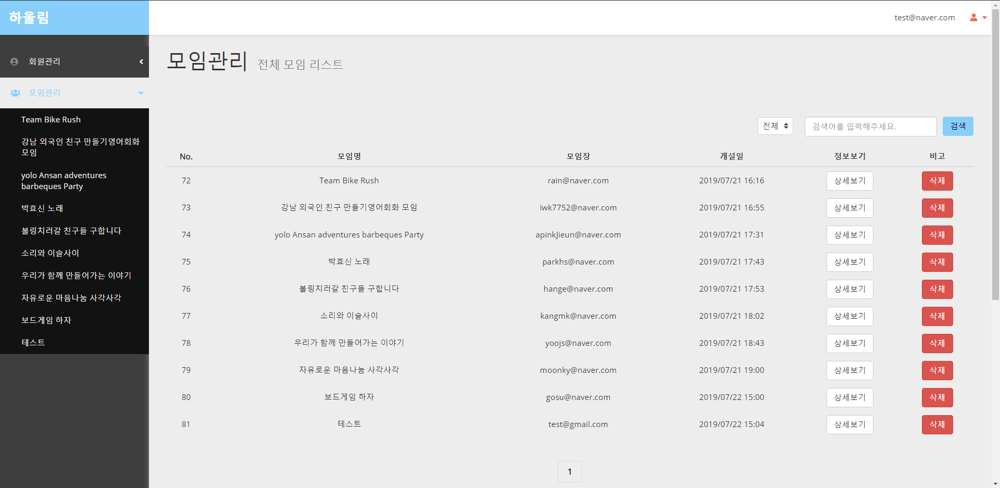 하울림
test@naver.com
회원관리
모임관리
Team Bike Rush
강남 외국인 친구 만들기영어회화
모임
yolo Ansan adventures
barbeques Party
박효신 노래
볼링치러갈 친구들 구합니다
소리와 이슬사이
우리가 함께 만들어가는 이야기
자유로운 마음나눔 사각사각
보드게임 하자
테스트
모임관리 전체 모임 리스트
전체 검색어를 입력해주세요. 검색
No. 모임명 모임장 개설일 정보보기 비고
72 Team Bike Rush rain@naver.com 2019/07/21 16:16 상세보기 삭제
73 강남 외국인 친구 만들기영어회화 모임 iwk7752@naver.com 2019/07/21 16:55 상세보기 삭제
74 yolo Ansan adventures barbeques Party apinkJieun@naver.com 2019/07/21 17:31 상세보기 삭제
75 박효신 노래 parkhs@naver.com 2019/07/21 17:43 상세보기 삭제
76 볼링치러갈 친구들 구합니다 hange@naver.com 2019/07/21 17:53 상세보기 삭제
77 소리와 이슬사이 kangmk@naver.com 2019/07/21 18:02 상세보기 삭제
78 우리가 함께 만들어가는 이야기 yoojs@naver.com 2019/07/21 18:43 상세보기 삭제
79 자유로운 마음나눔 사각사각 moonky@naver.com 2019/07/21 19:00 상세보기 삭제
80 보드게임 하자 gosu@naver.com 2019/07/22 15:00 상세보기 삭제
81 테스트 test@gmail.com 2019/07/22 15:04 상세보기 삭제
1